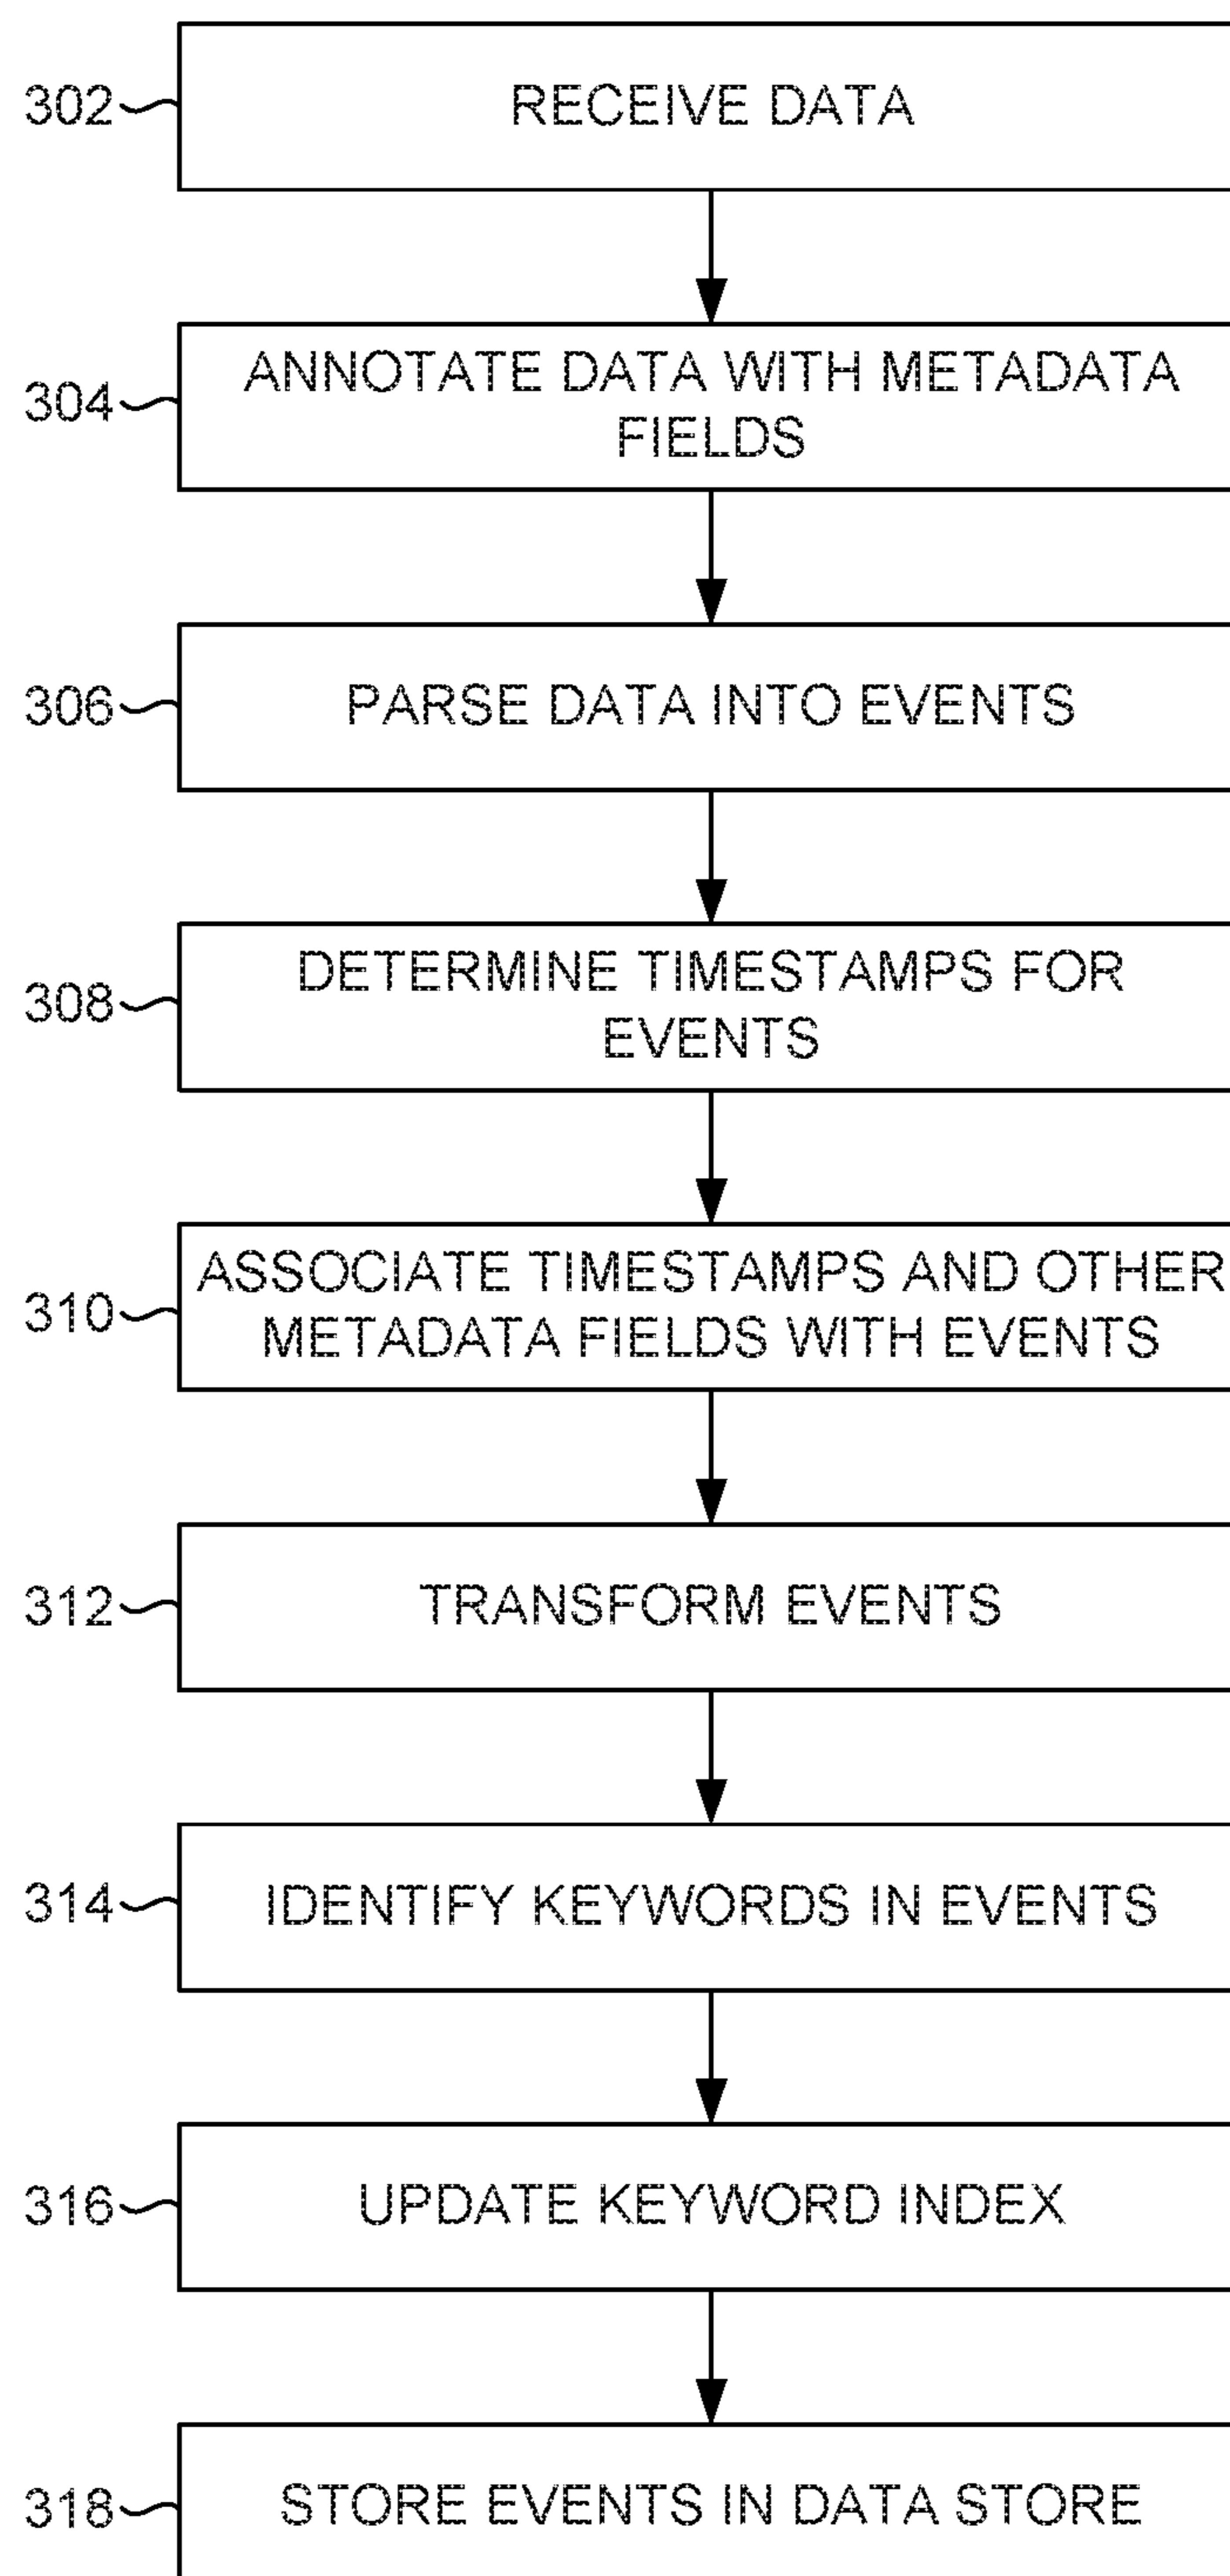 302
RECEIVE DATA
304
ANNOTATE DATA WITH METADATA
FIELDS
306
PARSE DATA INTO EVENTS
308
DETERMINE TIMESTAMPS FOR
EVENTS
310
ASSOCIATE TIMESTAMPS AND OTHER
METADATA FIELDS WITH EVENTS
312
TRANSFORM EVENTS
314
IDENTIFY KEYWORDS IN EVENTS
316
UPDATE KEYWORD INDEX
318
STORE EVENTS IN DATA STORE